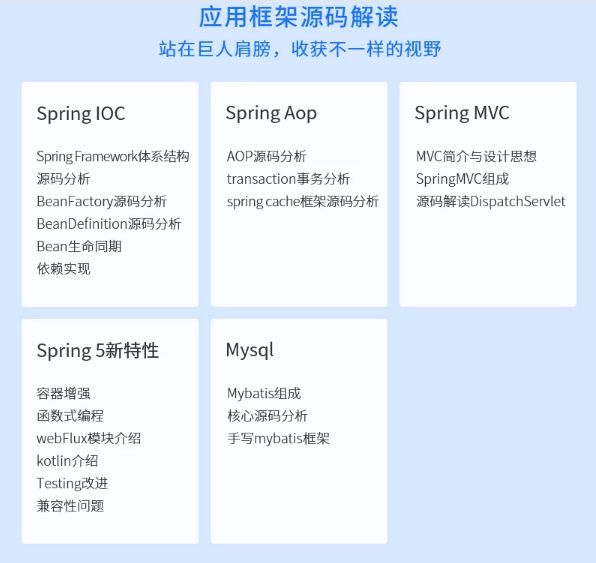 应用框架源码解读
站在巨人肩膀，收获不一样的视野
Spring IOC
Spring Framework体系结构
源码分析
BeanFactory源码分析
BeanDefinition源码分析
Bean生命同期
依赖实现
Spring Aop
AOP源码分析
transaction事务分析
spring cache框架源码分析
Spring MVC
MVC简介与设计思想
SpringMVC组成
源码解读DispatchServlet
Spring 5新特性
容器增强
函数式编程
webFlux模块介绍
kotlin介绍
Testing改进
兼容性问题
Mysql
Mybatis组成
核心源码分析
手写mybatis框架